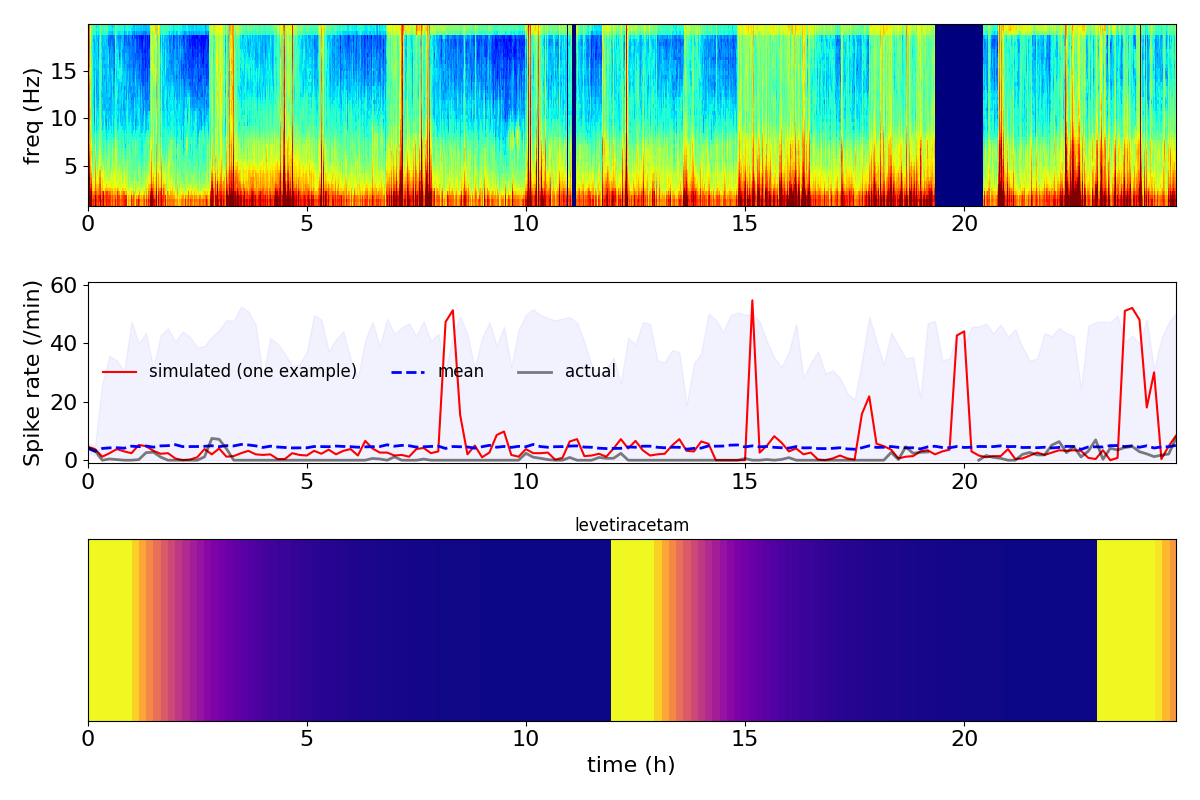 freq (Hz)
15
10
5
0 5 10 15 20
Spike rate (/min)
60
40
20
0
simulated (one example) mean actual
0 5 10 15 20
levetiracetam
0 5 10 15 20
time (h)